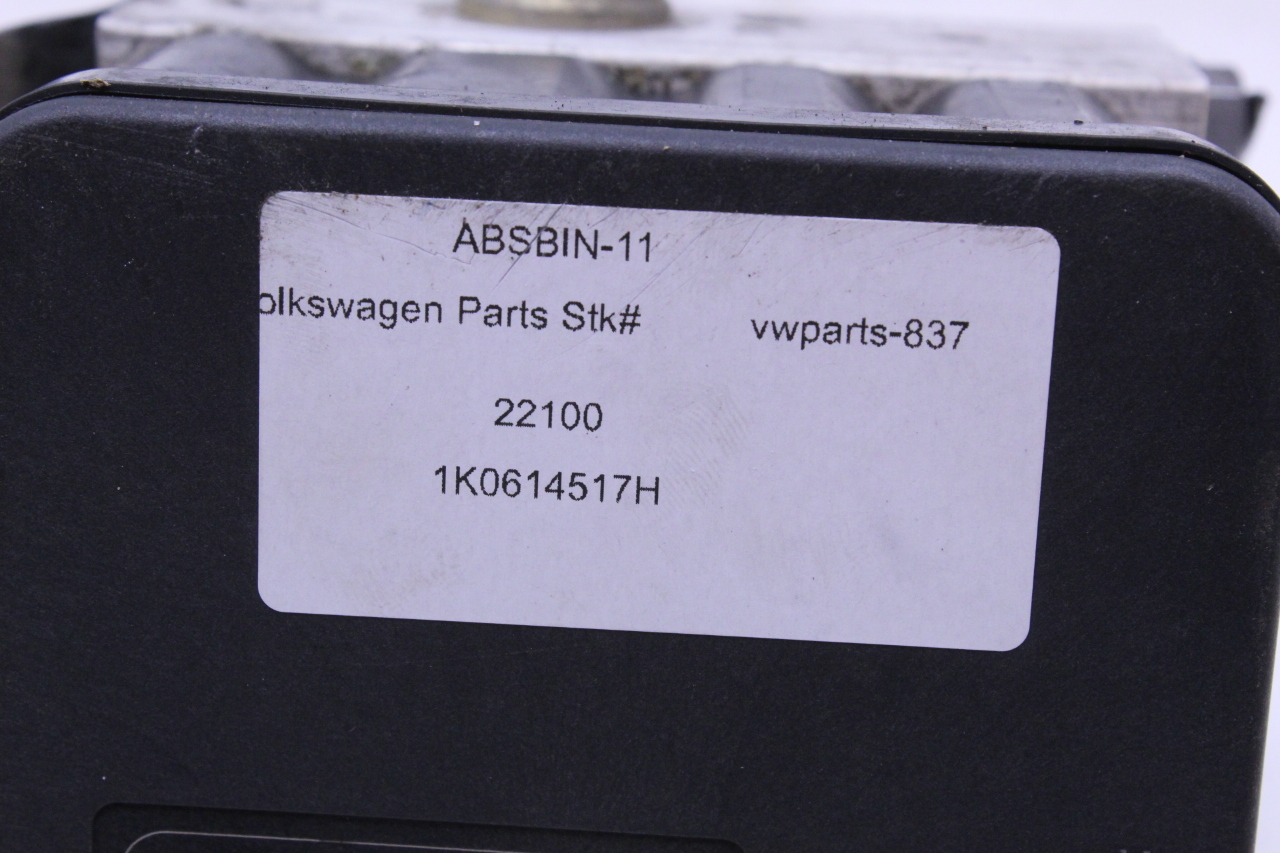 ABSBIN-11
olkswagen Parts Stk# vwparts-837
22100
1K0614517H